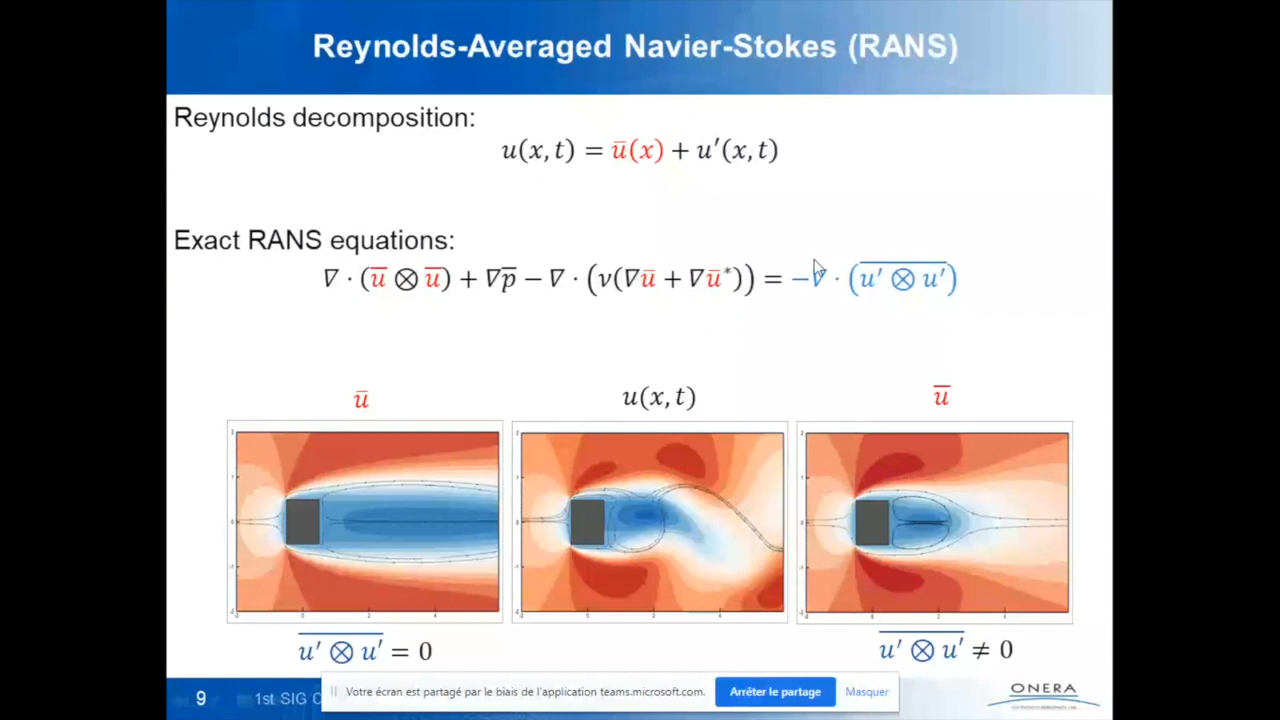 Reynolds-Averaged Navier-Stokes (RANS)
Reynolds decomposition:
u(x, t) = u̅(x) + u′(x, t)
Exact RANS equations:
∇ · (u̅ ⊗ u̅) + ∇p̅ − ∇ · (ν(∇u̅ + ∇u̅*)) = −∇ · (u′ ⊗ u′)‾
u̅ u(x, t) u̅
(u′ ⊗ u′)‾ = 0 (u′ ⊗ u′)‾ ≠ 0
9 1st SIG
Votre écran est partagé par le biais de l'application teams.microsoft.com. Arrêter le partage Masquer
ONERA